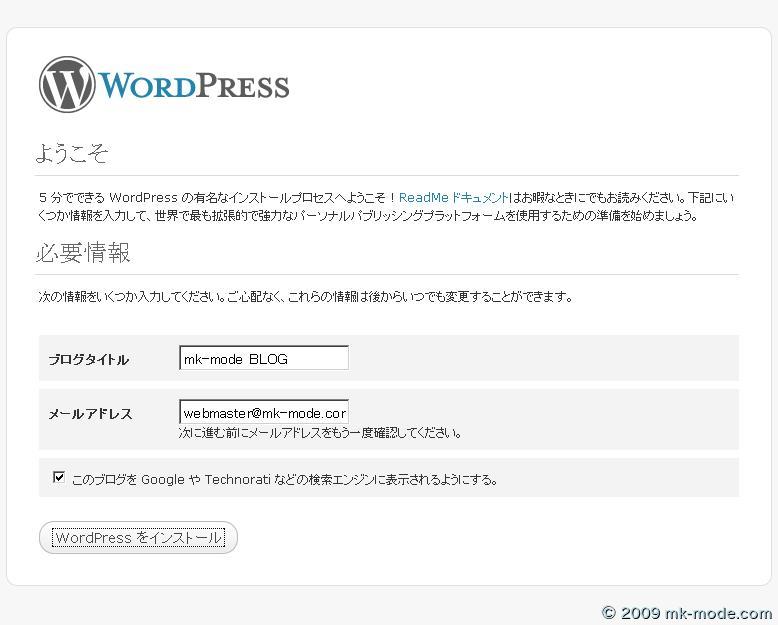 WORDPRESS
ようこそ
5 分でできる WordPress の有名なインストールプロセスへようこそ！ReadMe ドキュメントはお暇なときにでもお読みください。下記にい
くつか情報を入力して、世界で最も拡張的で強力なパーソナルパブリッシングプラットフォームを使用するための準備を始めましょう。
必要情報
次の情報をいくつか入力してください。ご心配なく、これらの情報は後からいつでも変更することができます。
ブログタイトル mk-mode BLOG
メールアドレス webmaster@mk-mode.cor
次に進む前にメールアドレスをもう一度確認してください。
このブログを Google や Technorati などの検索エンジンに表示されるようにする。
WordPress をインストール
© 2009 mk-mode.com